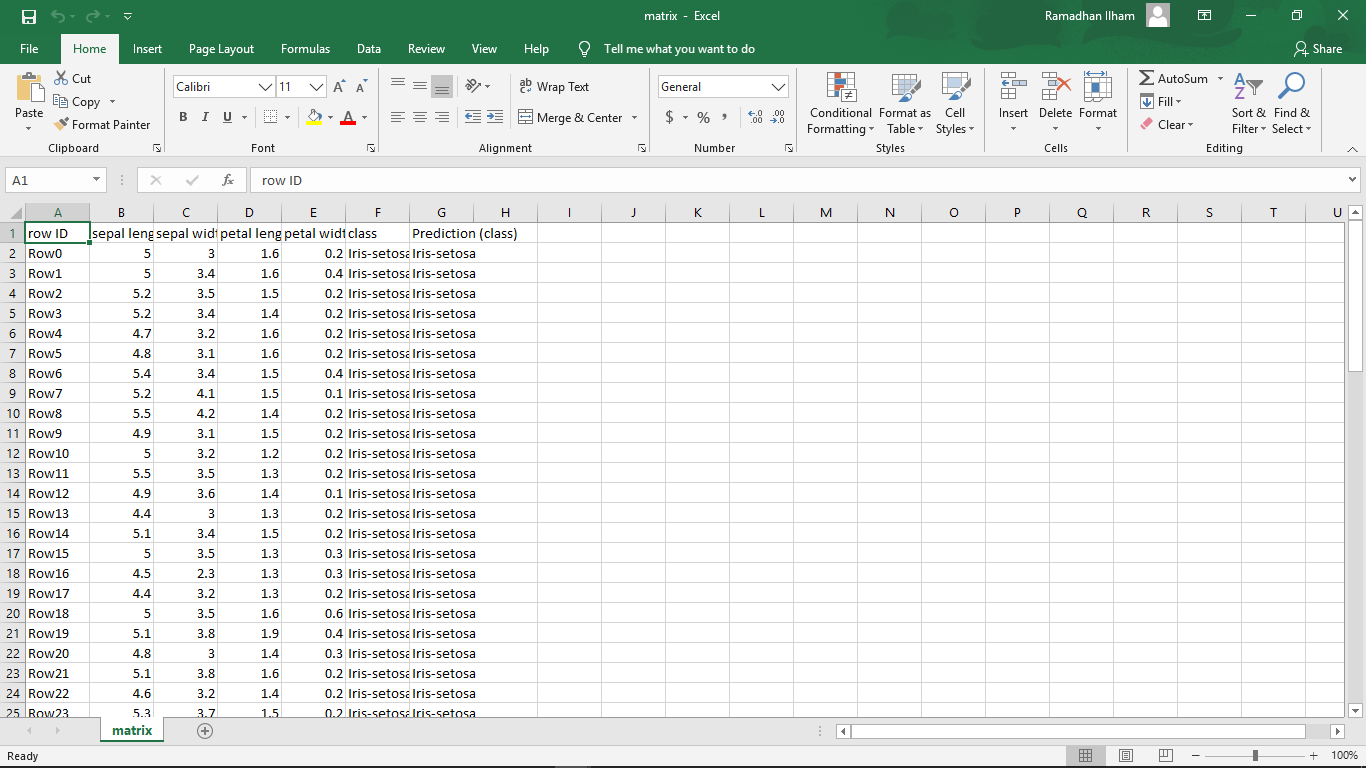 matrix - Excel
Ramadhan Ilham
File Home Insert Page Layout Formulas Data Review View Help Tell me what you want to do Share
Paste
Cut
Copy
Format Painter
Clipboard
Calibri 11 A A
B I U A
Font
Wrap Text
Merge & Center
Alignment
General
$ % ,
Number
Conditional Formatting
Format as Table
Cell Styles
Styles
Insert Delete Format
Cells
AutoSum
Fill
Clear
Sort & Filter
Find & Select
Editing
A1 fx row ID
A B C D E F G H I J K L M N O P Q R S T U
1 row ID sepal leng sepal widt petal leng petal widt class Prediction (class)
2 Row0 5 3 1.6 0.2 Iris-setosa Iris-setosa
3 Row1 5 3.4 1.6 0.4 Iris-setosa Iris-setosa
4 Row2 5.2 3.5 1.5 0.2 Iris-setosa Iris-setosa
5 Row3 5.2 3.4 1.4 0.2 Iris-setosa Iris-setosa
6 Row4 4.7 3.2 1.6 0.2 Iris-setosa Iris-setosa
7 Row5 4.8 3.1 1.6 0.2 Iris-setosa Iris-setosa
8 Row6 5.4 3.4 1.5 0.4 Iris-setosa Iris-setosa
9 Row7 5.2 4.1 1.5 0.1 Iris-setosa Iris-setosa
10 Row8 5.5 4.2 1.4 0.2 Iris-setosa Iris-setosa
11 Row9 4.9 3.1 1.5 0.2 Iris-setosa Iris-setosa
12 Row10 5 3.2 1.2 0.2 Iris-setosa Iris-setosa
13 Row11 5.5 3.5 1.3 0.2 Iris-setosa Iris-setosa
14 Row12 4.9 3.6 1.4 0.1 Iris-setosa Iris-setosa
15 Row13 4.4 3 1.3 0.2 Iris-setosa Iris-setosa
16 Row14 5.1 3.4 1.5 0.2 Iris-setosa Iris-setosa
17 Row15 5 3.5 1.3 0.3 Iris-setosa Iris-setosa
18 Row16 4.5 2.3 1.3 0.3 Iris-setosa Iris-setosa
19 Row17 4.4 3.2 1.3 0.2 Iris-setosa Iris-setosa
20 Row18 5 3.5 1.6 0.6 Iris-setosa Iris-setosa
21 Row19 5.1 3.8 1.9 0.4 Iris-setosa Iris-setosa
22 Row20 4.8 3 1.4 0.3 Iris-setosa Iris-setosa
23 Row21 5.1 3.8 1.6 0.2 Iris-setosa Iris-setosa
24 Row22 4.6 3.2 1.4 0.2 Iris-setosa Iris-setosa
25 Row23 5.3 3.7 1.5 0.2 Iris-setosa Iris-setosa
matrix
Ready
100%